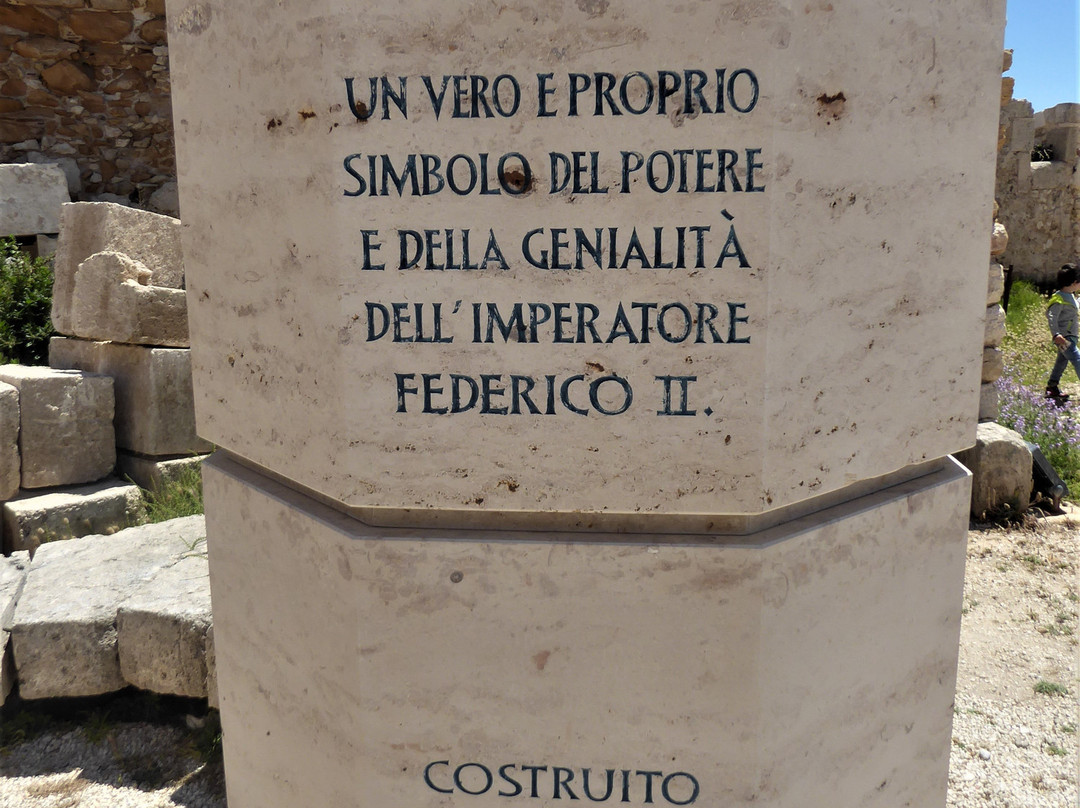 UN VERO E PROPRIO
SIMBOLO DEL POTERE
E DELLA GENIALITÀ
DELL'IMPERATORE
FEDERICO II.
COSTRUITO